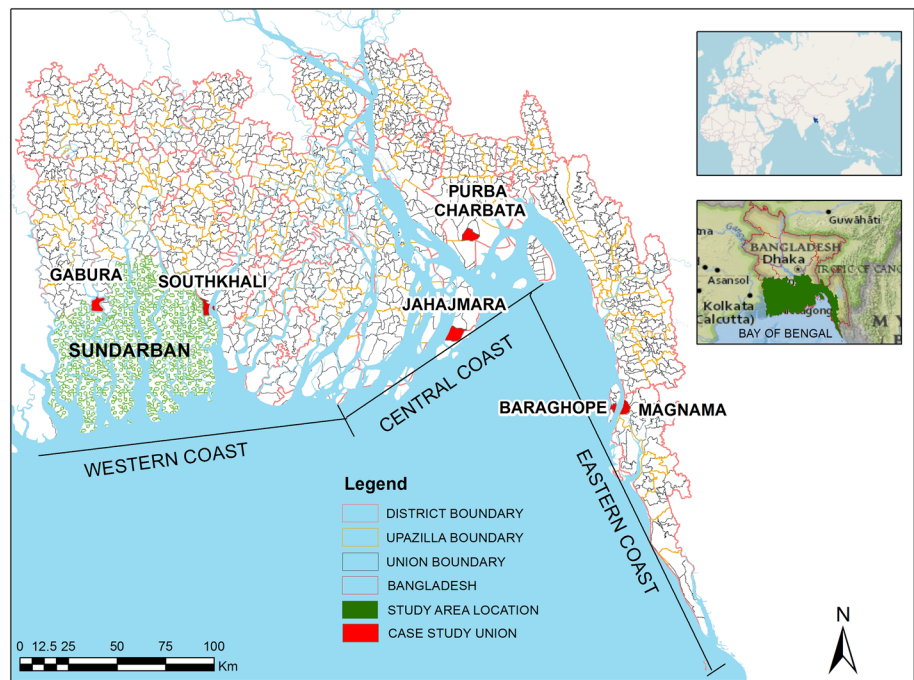 PURBA
CHARBATA
GABURA
SOUTHKHALI
JAHAJMARA
SUNDARBAN
CENTRAL COAST
BARAGHOPE
MAGNAMA
WESTERN COAST
EASTERN COAST
Legend
DISTRICT BOUNDARY
UPAZILLA BOUNDARY
UNION BOUNDARY
BANGLADESH
STUDY AREA LOCATION
CASE STUDY UNION
0 12.5 25 50 75 100
Km
N
Guwāhāti
BANGLADESH
Dhaka
Asansol
Kolkata
Calcutta)
BAY OF BENGAL